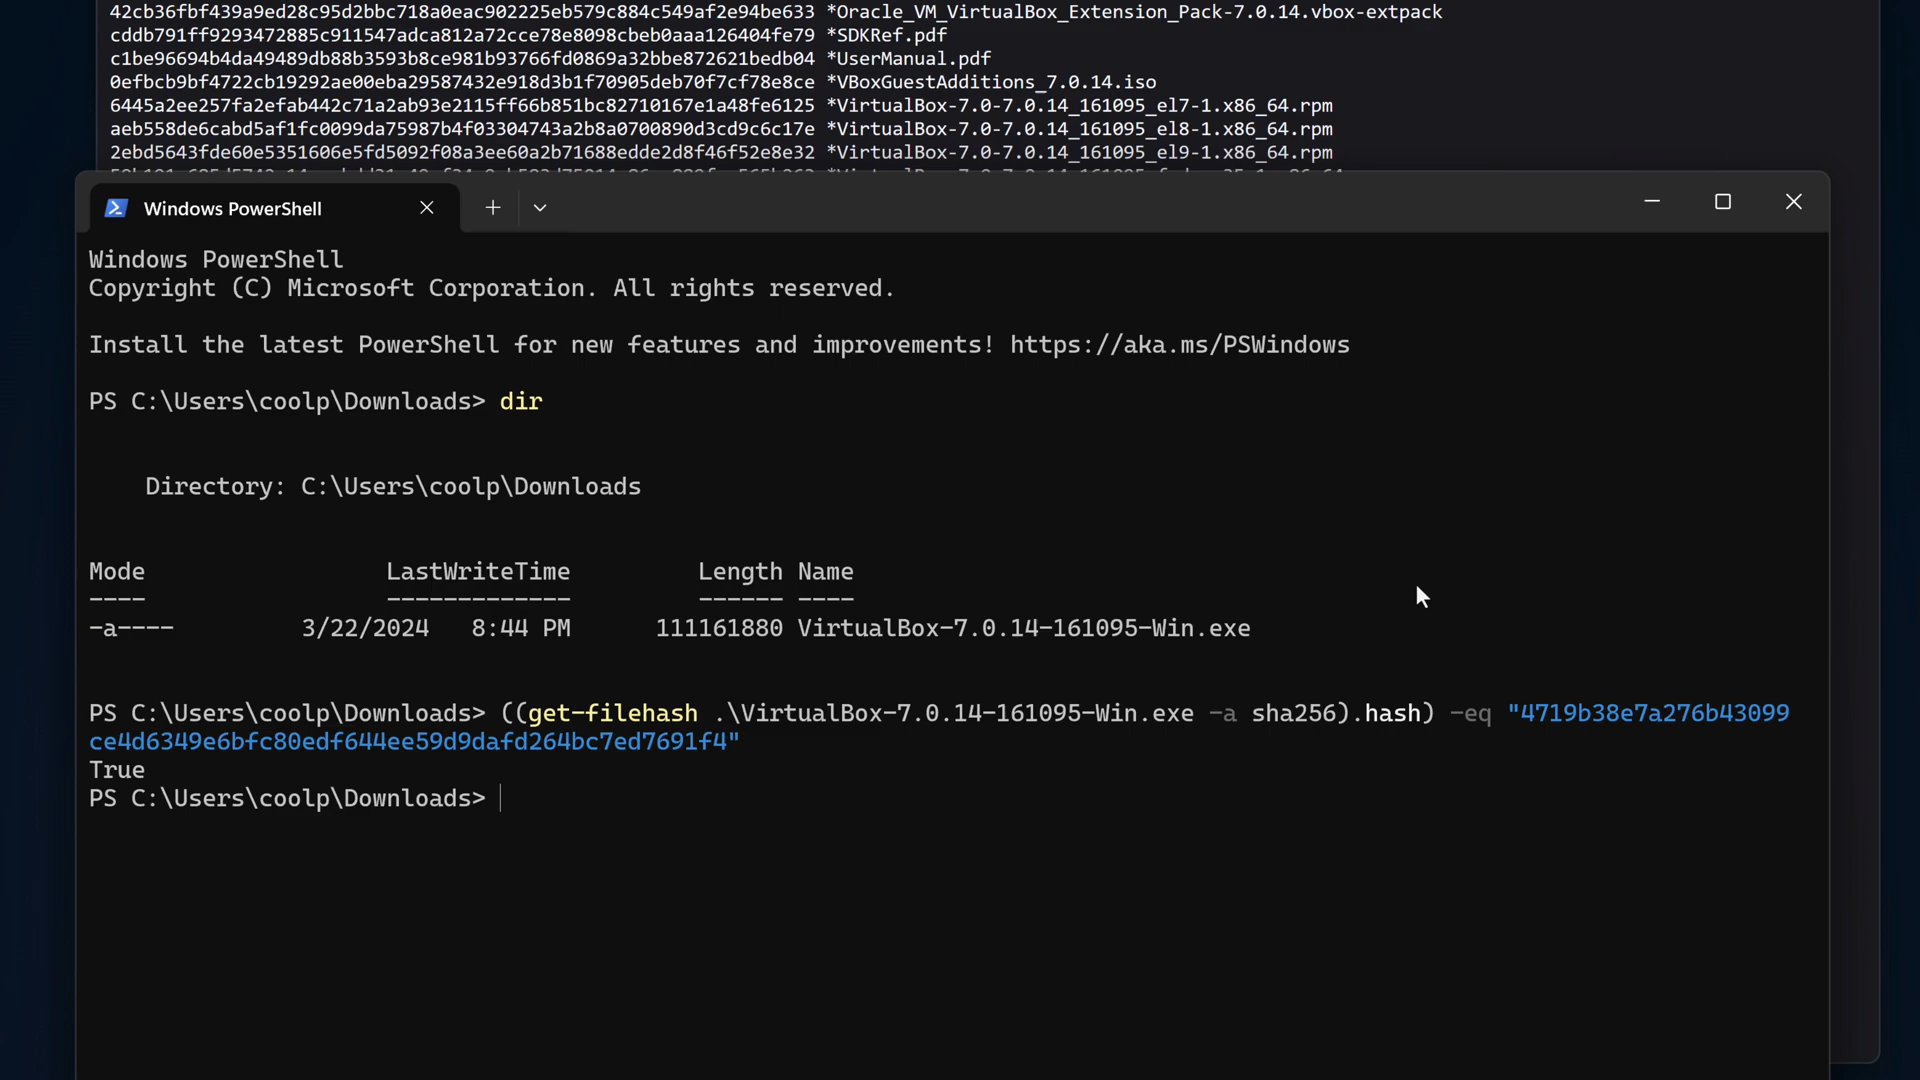 42cb36fbf439a9ed28c95d2bbc718a0eac902225eb579c884c549af2e94be633 *Oracle_VM_VirtualBox_Extension_Pack-7.0.14.vbox-extpack
cddb791ff9293472885c911547adca812a72cce78e8098cbeb0aaa126404fe79 *SDKRef.pdf
c1be96694b4da49489db88b3593b8ce981b93766fd0869a32bbe872621bedb04 *UserManual.pdf
0efbcb9bf4722cb19292ae00eba29587432e918d3b1f70905deb70f7cf78e8ce *VBoxGuestAdditions_7.0.14.iso
6445a2ee257fa2efab442c71a2ab93e2115ff66b851bc82710167e1a48fe6125 *VirtualBox-7.0-7.0.14_161095_el7-1.x86_64.rpm
aeb558de6cabd5af1fc0099da75987b4f03304743a2b8a0700890d3cd9c6c17e *VirtualBox-7.0-7.0.14_161095_el8-1.x86_64.rpm
2ebd5643fde60e5351606e5fd5092f08a3ee60a2b71688edde2d8f46f52e8e32 *VirtualBox-7.0-7.0.14_161095_el9-1.x86_64.rpm
Windows PowerShell
Windows PowerShell
Copyright (C) Microsoft Corporation. All rights reserved.
Install the latest PowerShell for new features and improvements! https://aka.ms/PSWindows
PS C:\Users\coolp\Downloads> dir
Directory: C:\Users\coolp\Downloads
Mode LastWriteTime Length Name
---- ------------- ------ ----
-a---- 3/22/2024 8:44 PM 111161880 VirtualBox-7.0.14-161095-Win.exe
PS C:\Users\coolp\Downloads> ((get-filehash .\VirtualBox-7.0.14-161095-Win.exe -a sha256).hash) -eq "4719b38e7a276b43099
ce4d6349e6bfc80edf644ee59d9dafd264bc7ed7691f4"
True
PS C:\Users\coolp\Downloads>